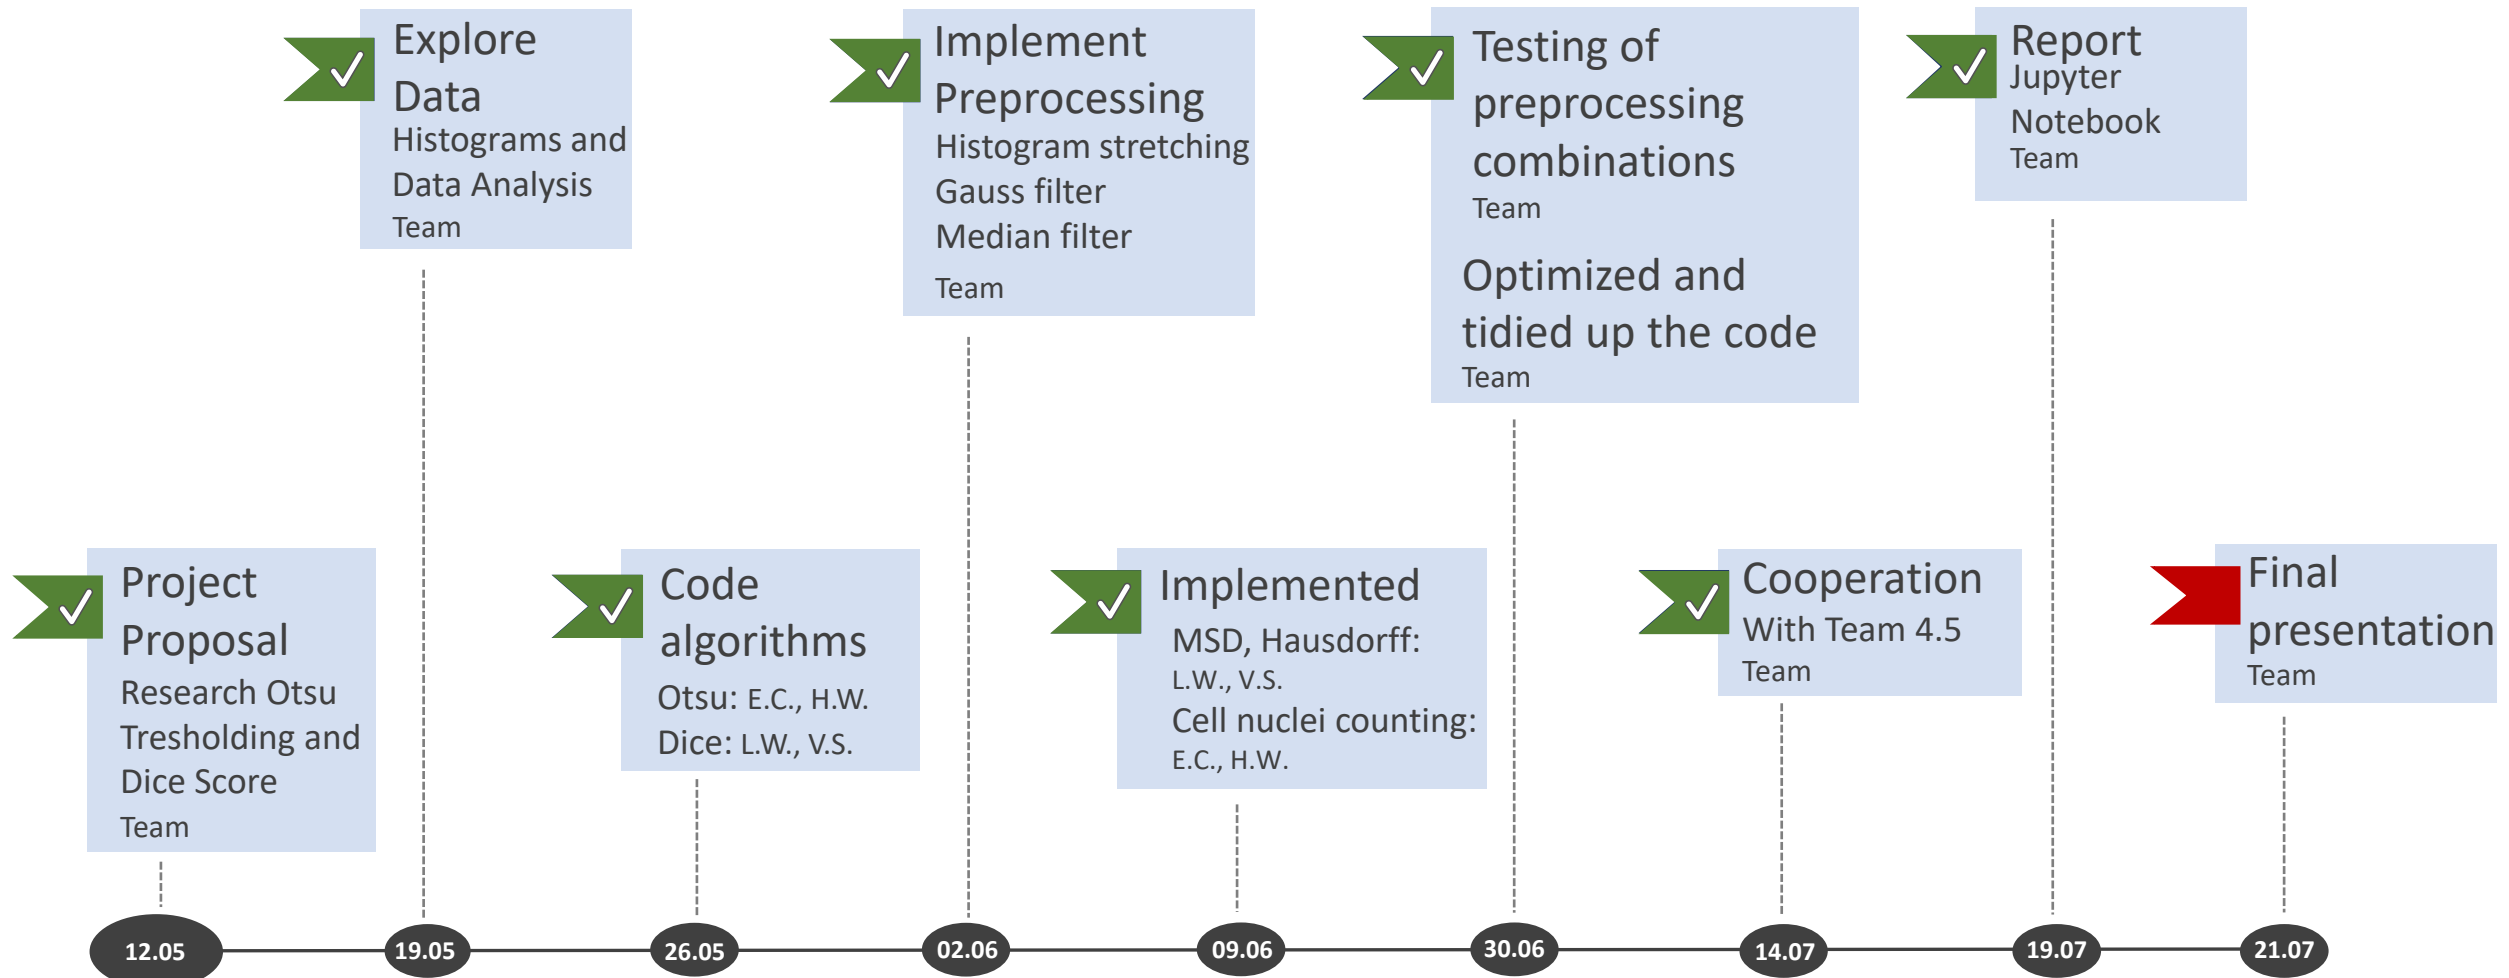 Project
Proposal
Research Otsu
Tresholding and
Dice Score
Team
Explore
Data
Histograms and
Data Analysis
Team
Code
algorithms
Otsu: E.C., H.W.
Dice: L.W., V.S.
Implement
Preprocessing
Histogram stretching
Gauss filter
Median filter
Team
Implemented
MSD, Hausdorff:
L.W., V.S.
Cell nuclei counting:
E.C., H.W.
Testing of
preprocessing
combinations
Team
Optimized and
tidied up the code
Team
Cooperation
With Team 4.5
Team
Report
Jupyter
Notebook
Team
Final
presentation
Team
12.05
19.05
26.05
02.06
09.06
30.06
14.07
19.07
21.07